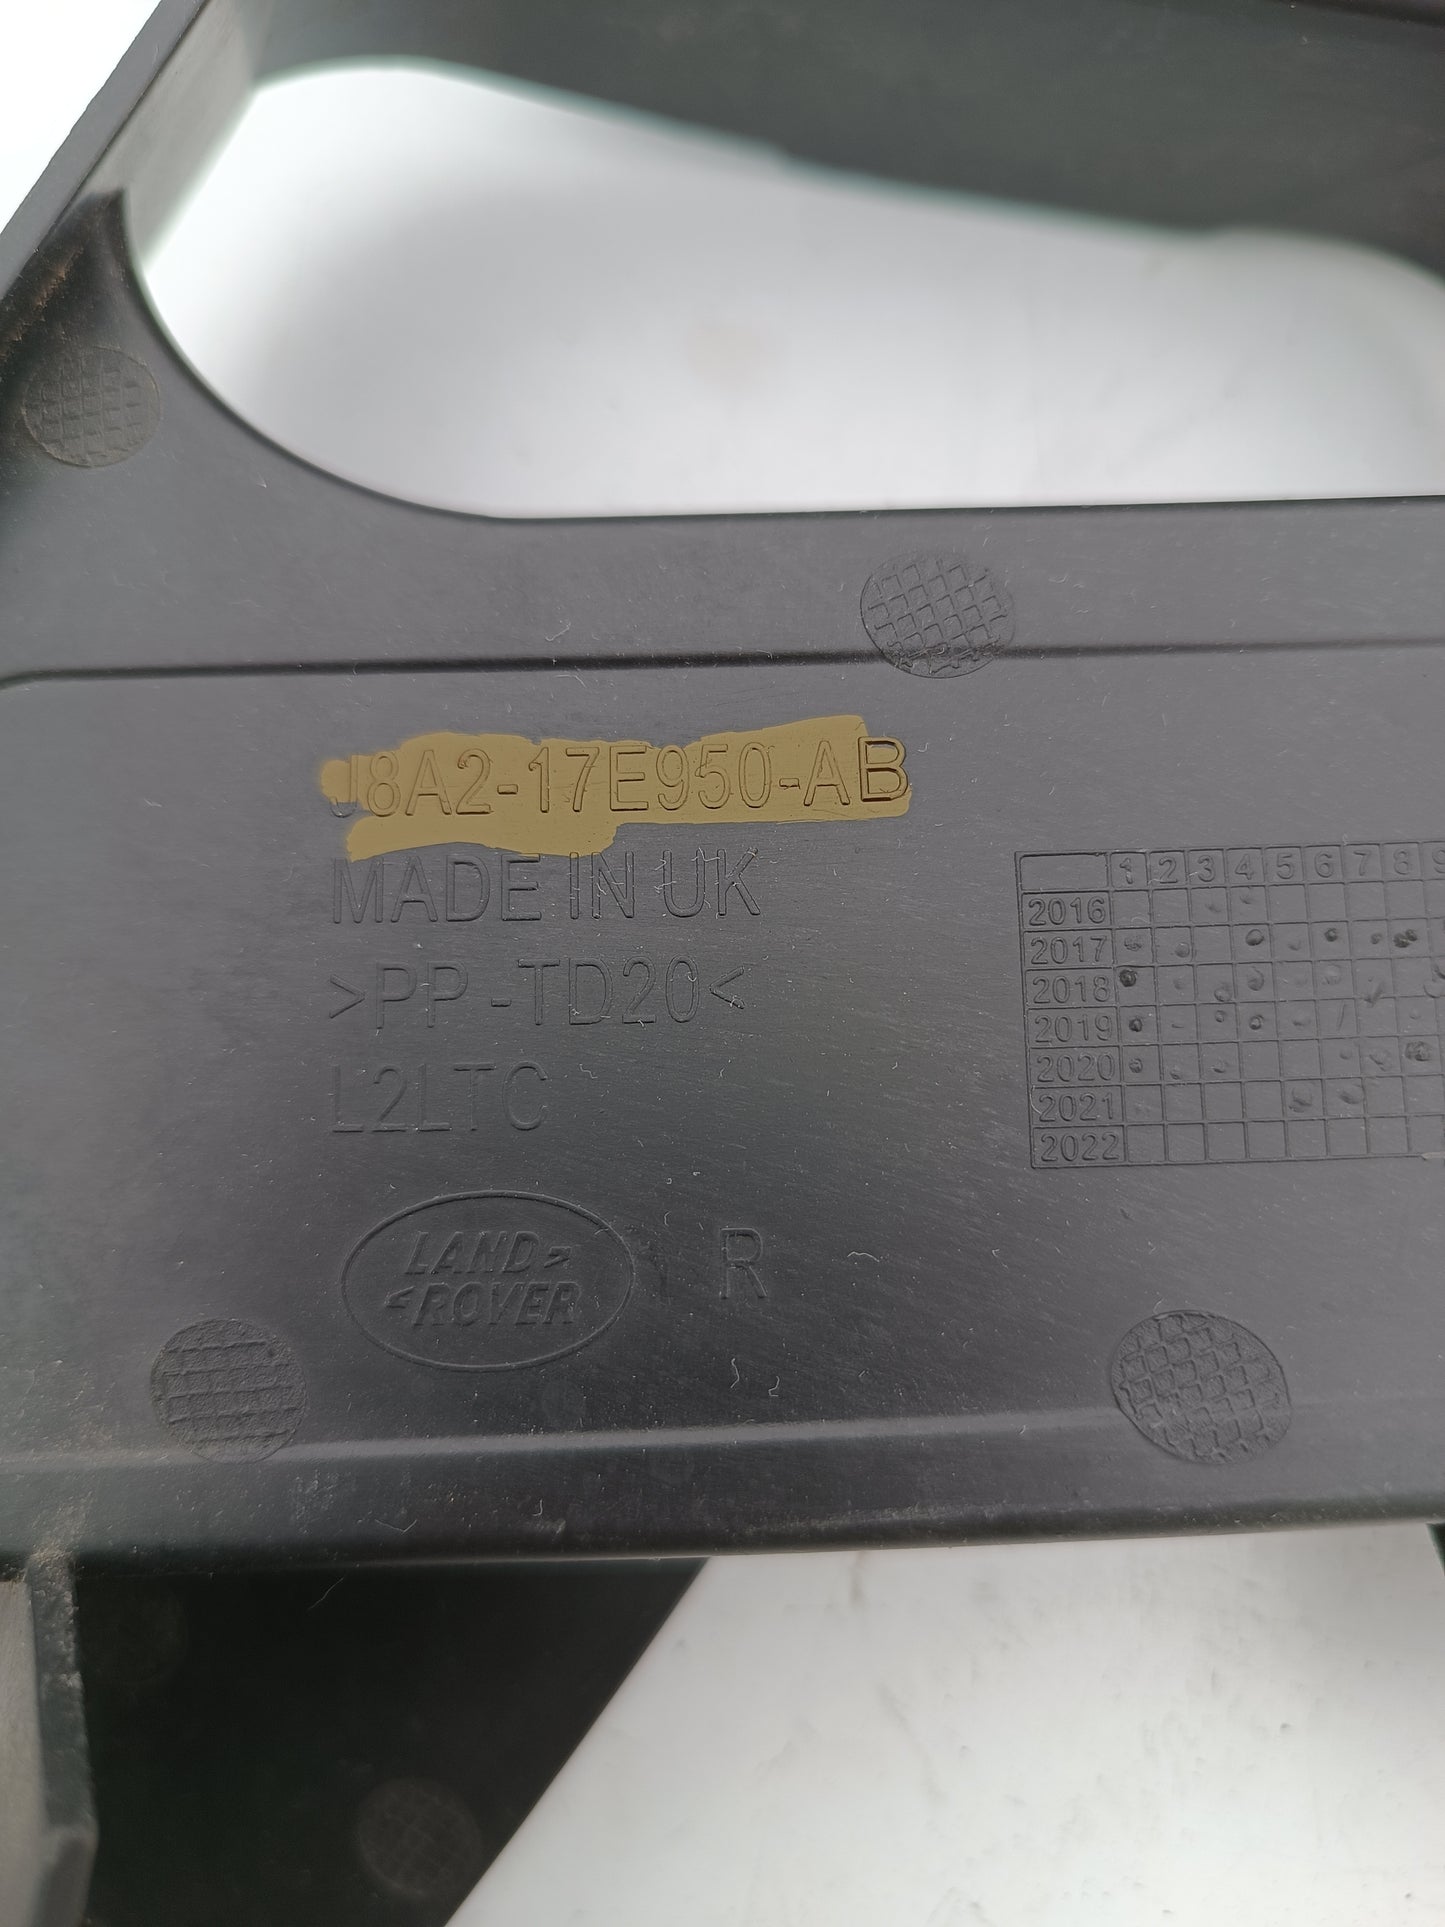 J8A2-17E950-AB
MADE IN UK
>PP-TD20<
L2LTC
LAND
ROVER
R
1 2 3 4 5 6 7 8 9
2016
2017
2018
2019
2020
2021
2022